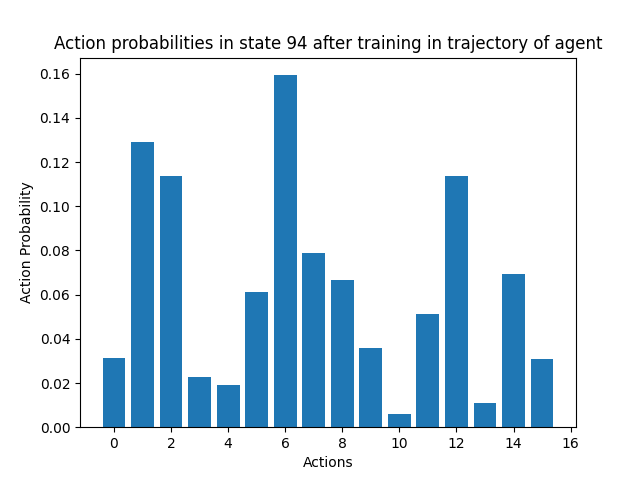 Action probabilities in state 94 after training in trajectory of agent
0.16
0.14
0.12
0.10
0.08
0.06
0.04
0.02
0.00
Action Probability
0 2 4 6 8 10 12 14 16
Actions